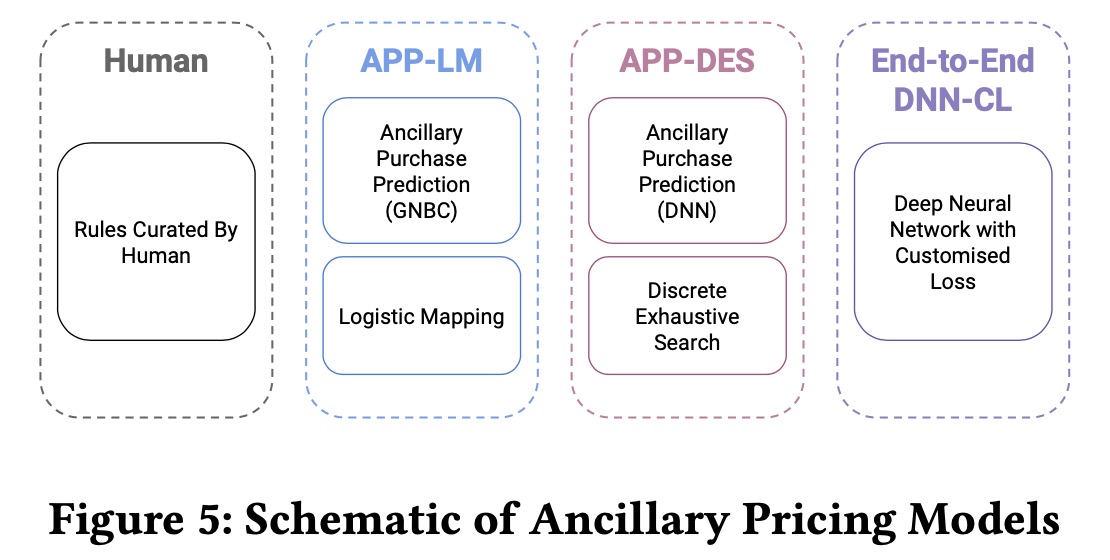 Human
Rules Curated By
Human
APP-LM
Ancillary
Purchase
Prediction
(GNBC)
Logistic Mapping
APP-DES
Ancillary
Purchase
Prediction
(DNN)
Discrete
Exhaustive
Search
End-to-End
DNN-CL
Deep Neural
Network with
Customised
Loss
Figure 5: Schematic of Ancillary Pricing Models